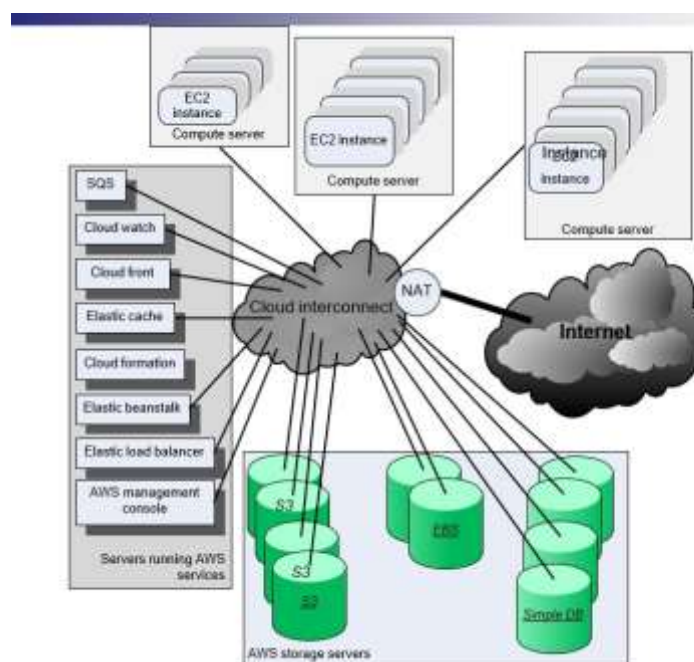 EC2
instance
Compute server
EC2 instance
Compute server
Instance
instance
Compute server
SQS
Cloud watch
Cloud front
Elastic cache
Cloud formation
Elastic beanstalk
Elastic load balancer
AWS management
console
Servers running AWS
services
Cloud interconnect
NAT
Internet
S3
S3
S3
EBS
Simple DB
AWS storage servers